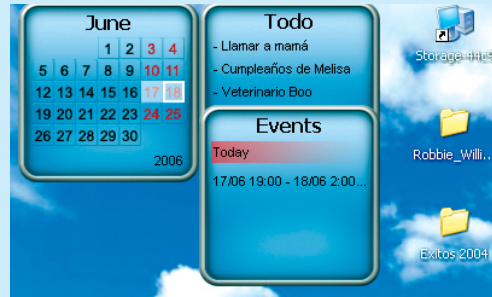 June
1 2 3 4
5 6 7 8 9 10 11
12 13 14 15 16 17 18
19 20 21 22 23 24 25
26 27 28 29 30
2006
Todo
- Llamar a mamá
- Cumpleaños de Melisa
- Veterinario Boo
Events
Today
17/06 19:00 - 18/06 2:00...
Storage
Robbie_Willi...
Exitos 2004